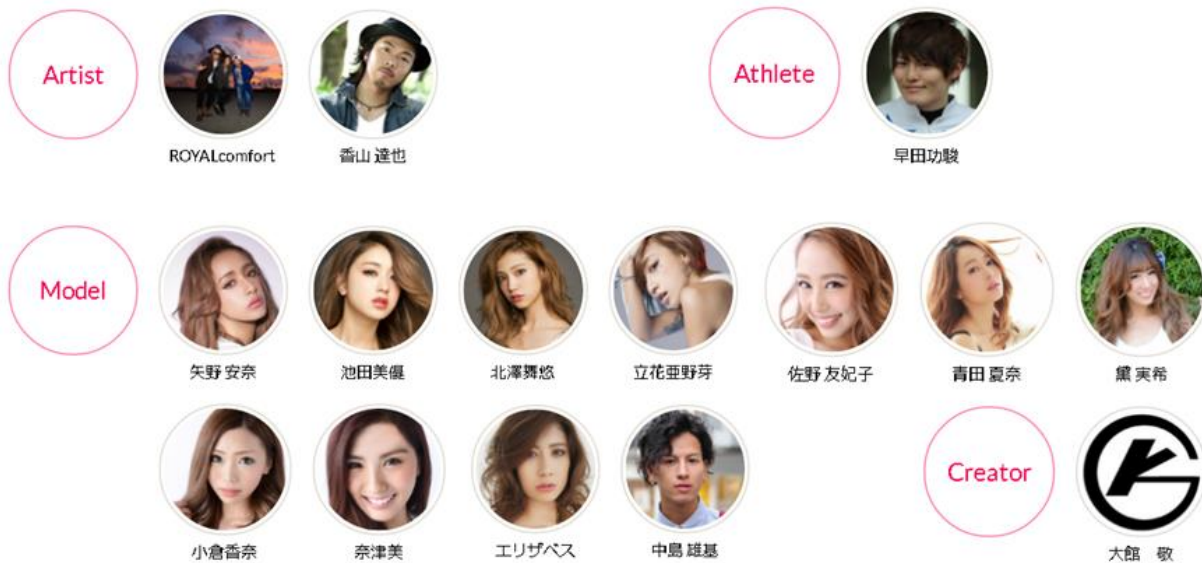 Artist
ROYALcomfort
香山 達也
Athlete
早田功駿
Model
矢野 安奈
池田美優
北澤舞悠
立花亜野芽
佐野 友妃子
青田 夏奈
黛 実希
小倉香奈
奈津美
エリザベス
中島 雄基
Creator
大館　敬